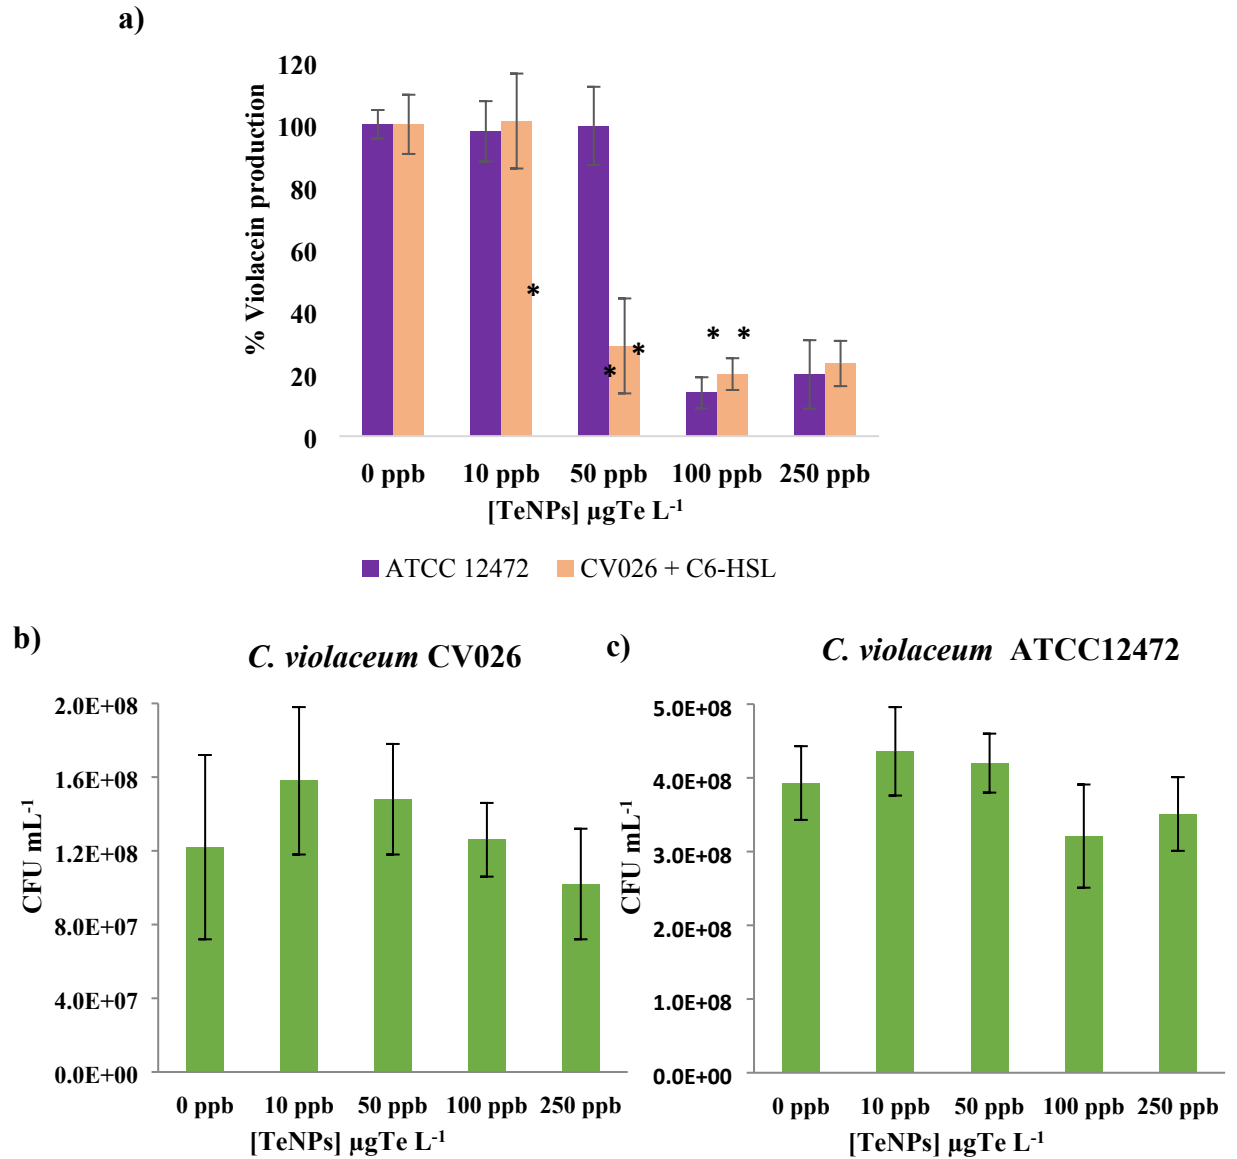 a)
% Violacein production
120
100
80
60
40
20
0
*
*
*
* *
0 ppb 10 ppb 50 ppb 100 ppb 250 ppb
[TeNPs] µgTe L⁻¹
ATCC 12472 CV026 + C6-HSL
b)
C. violaceum CV026
CFU mL⁻¹
2.0E+08
1.6E+08
1.2E+08
8.0E+07
4.0E+07
0.0E+00
0 ppb 10 ppb 50 ppb 100 ppb 250 ppb
[TeNPs] µgTe L⁻¹
c)
C. violaceum ATCC12472
CFU mL⁻¹
5.0E+08
4.0E+08
3.0E+08
2.0E+08
1.0E+08
0.0E+00
0 ppb 10 ppb 50 ppb 100 ppb 250 ppb
[TeNPs] µgTe L⁻¹